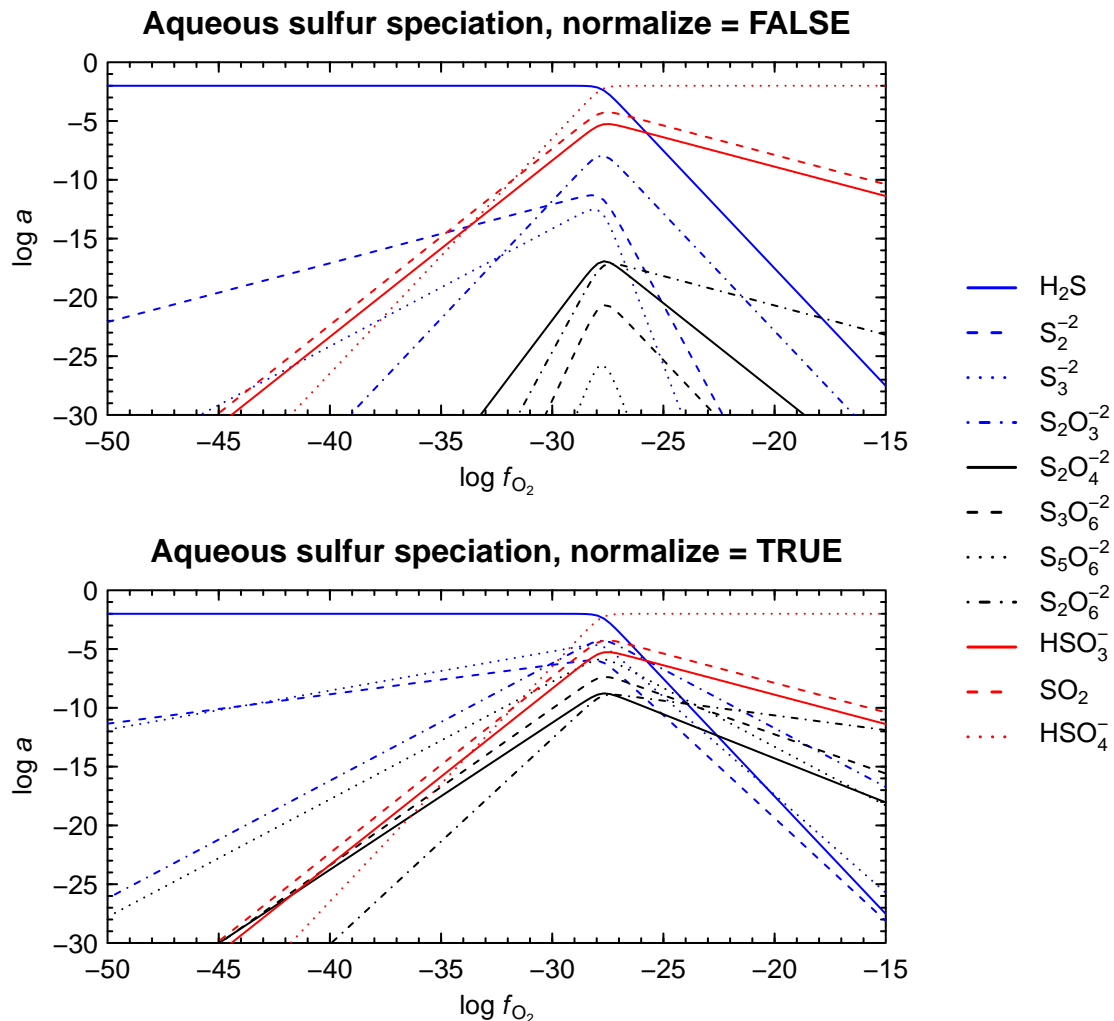 Aqueous sulfur speciation, normalize = FALSE
0
−5
−10
−15
−20
−25
−30
log a
−50 −45 −40 −35 −30 −25 −20 −15
log fO₂
H₂S
S₂⁻²
S₃⁻²
S₂O₃⁻²
S₂O₄⁻²
S₃O₆⁻²
S₅O₆⁻²
S₂O₆⁻²
HSO₃⁻
SO₂
HSO₄⁻
Aqueous sulfur speciation, normalize = TRUE
0
−5
−10
−15
−20
−25
−30
log a
−50 −45 −40 −35 −30 −25 −20 −15
log fO₂